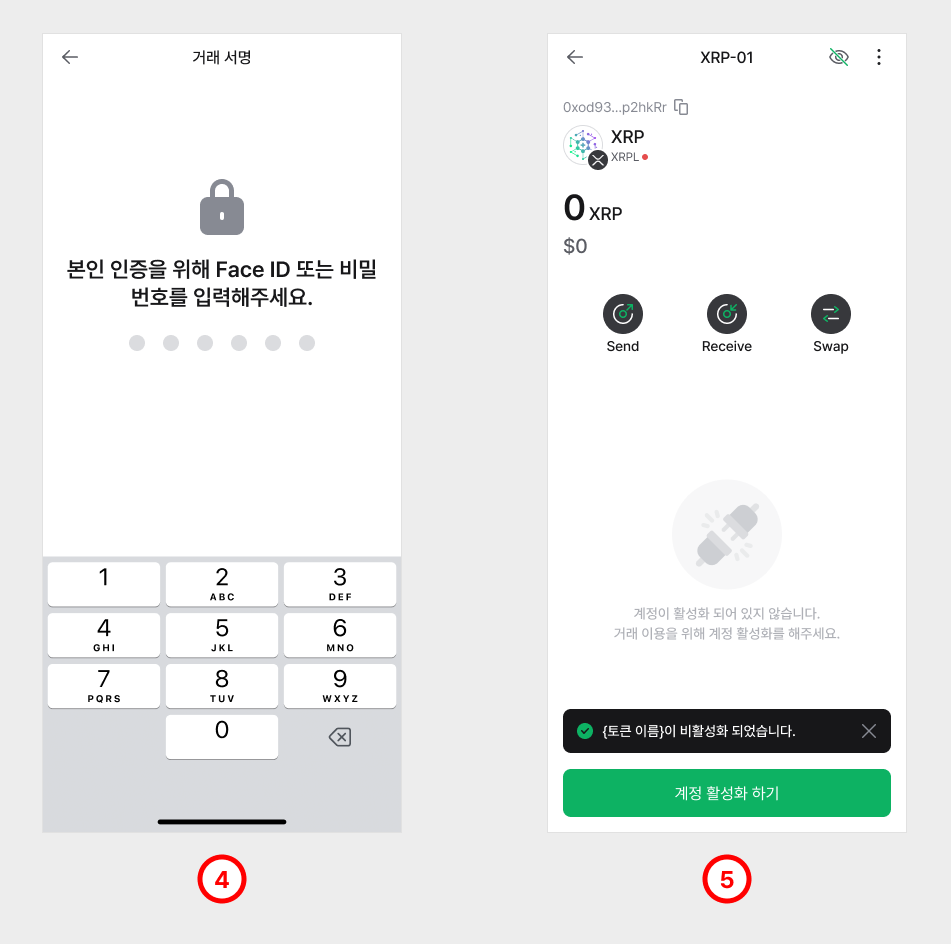 거래 서명
본인 인증을 위해 Face ID 또는 비밀
번호를 입력해주세요.
1
2
ABC
3
DEF
4
GHI
5
JKL
6
MNO
7
PQRS
8
TUV
9
WXYZ
0
4
XRP-01
0xod93...p2hkRr
XRP
XRPL
0 XRP
$0
Send
Receive
Swap
계정이 활성화 되어 있지 않습니다.
거래 이용을 위해 계정 활성화를 해주세요.
{토큰 이름}이 비활성화 되었습니다.
계정 활성화 하기
5